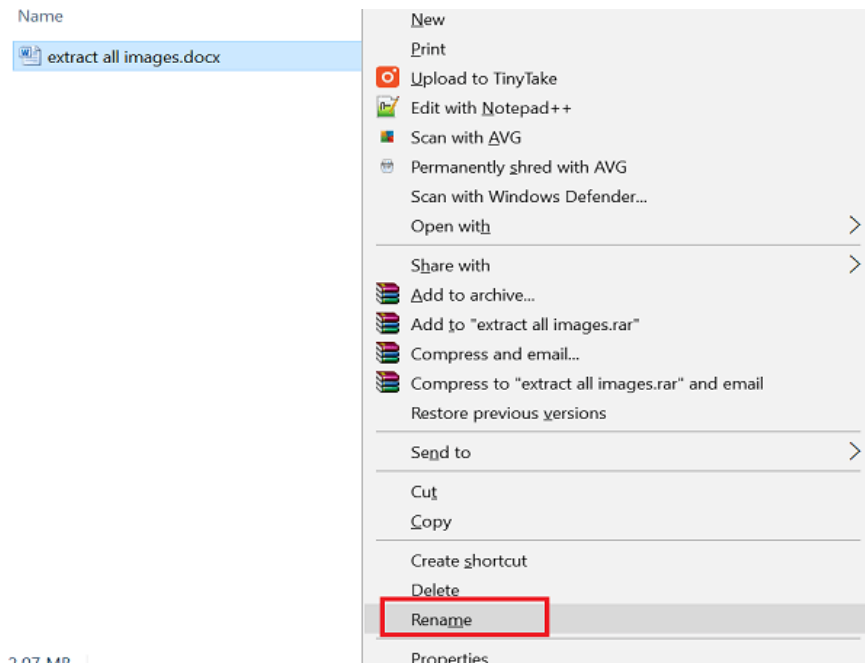 Name
extract all images.docx
New
Print
Upload to TinyTake
Edit with Notepad++
Scan with AVG
Permanently shred with AVG
Scan with Windows Defender...
Open with
Share with
Add to archive...
Add to "extract all images.rar"
Compress and email...
Compress to "extract all images.rar" and email
Restore previous versions
Send to
Cut
Copy
Create shortcut
Delete
Rename
Properties
2.07 MB